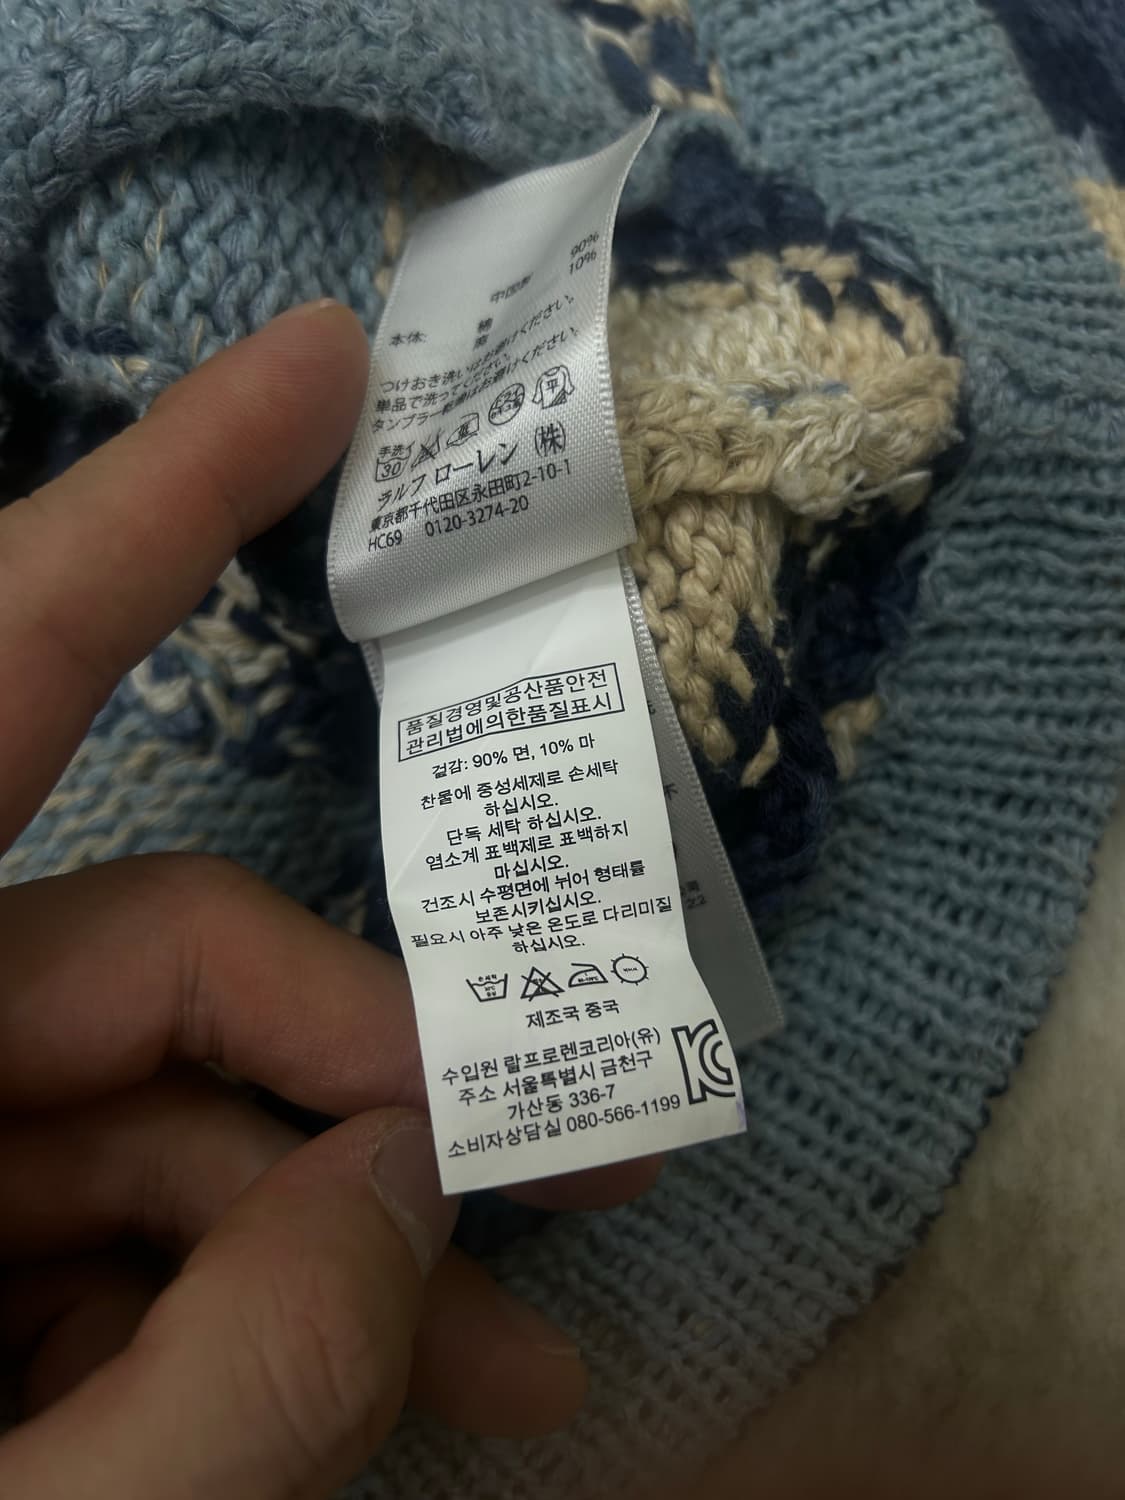 90%
10%
中国製
本体:
綿
麻
つけおき洗いはお避けください。
単品で洗ってください。
タンブラー乾燥はお避けください。
手洗イ
30
平
ラルフ ローレン ㈱
東京都千代田区永田町2-10-1
HC69 0120-3274-20
품질경영및공산품안전
관리법에의한품질표시
겉감: 90% 면, 10% 마
찬물에 중성세제로 손세탁
하십시오.
단독 세탁 하십시오.
염소계 표백제로 표백하지
마십시오.
건조시 수평면에 뉘어 형태를
보존시키십시오.
필요시 아주 낮은 온도로 다리미질
하십시오.
제조국 중국
수입원 랄프로렌코리아(유)
주소 서울특별시 금천구
가산동 336-7
소비자상담실 080-566-1199